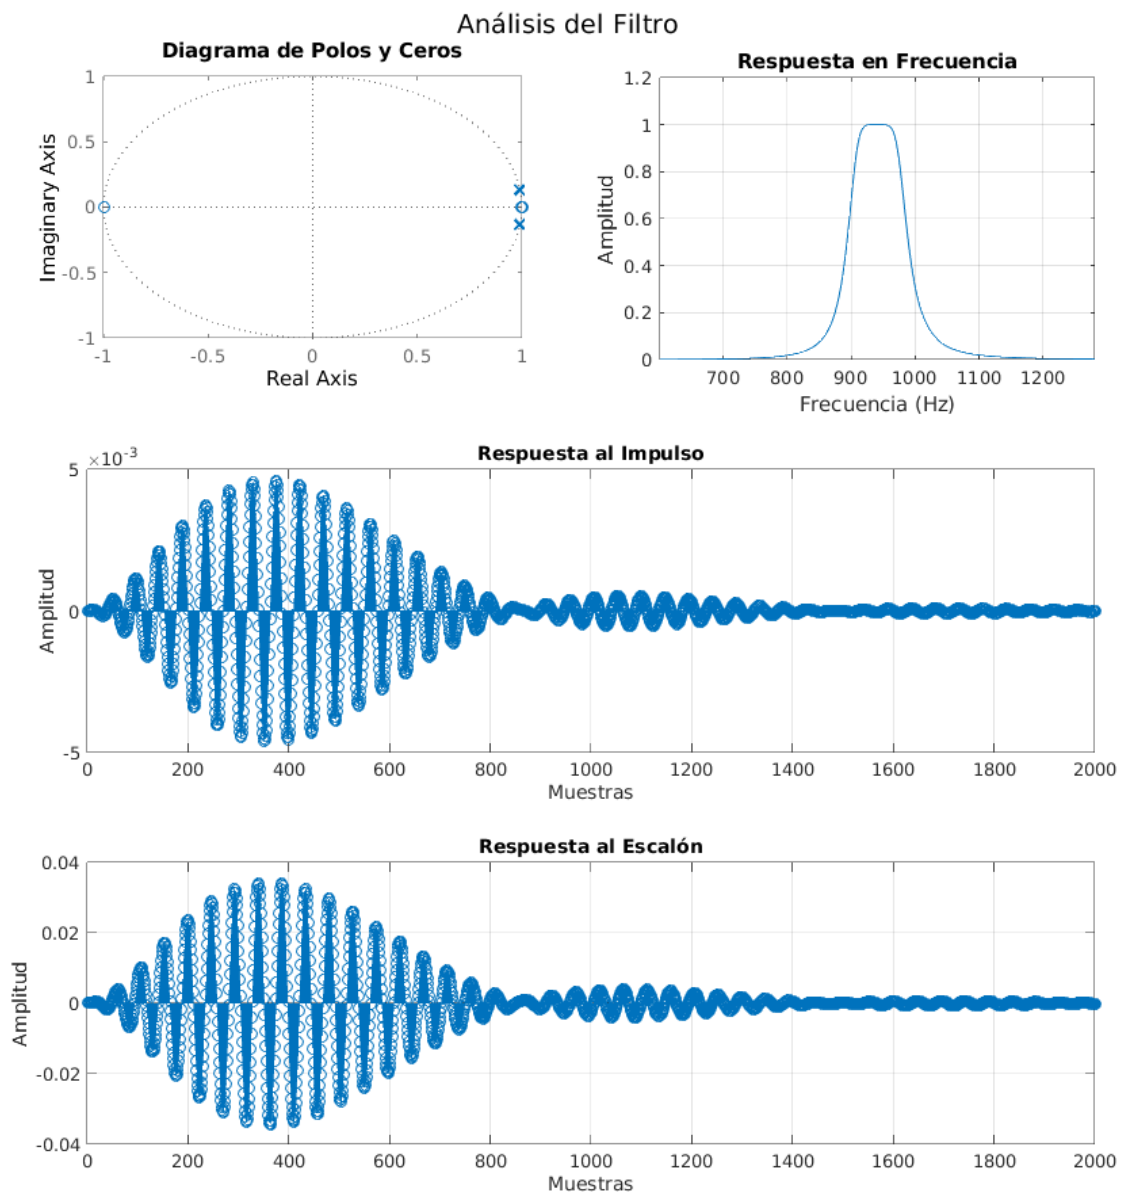 Análisis del Filtro
Diagrama de Polos y Ceros
1
0.5
0
-0.5
-1
Imaginary Axis
-1 -0.5 0 0.5 1
Real Axis
Respuesta en Frecuencia
1.2
1
0.8
0.6
0.4
0.2
0
Amplitud
700 800 900 1000 1100 1200
Frecuencia (Hz)
Respuesta al Impulso
×10-3
5
0
-5
Amplitud
0 200 400 600 800 1000 1200 1400 1600 1800 2000
Muestras
Respuesta al Escalón
0.04
0.02
0
-0.02
-0.04
Amplitud
0 200 400 600 800 1000 1200 1400 1600 1800 2000
Muestras